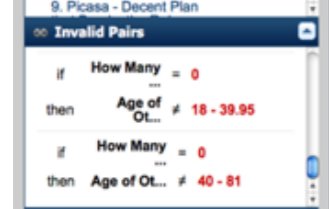 9. Picasa - Decent Plan
Invalid Pairs
if How Many ... = 0
then Age of Ot... ≠ 18 - 39.95
if How Many ... = 0
then Age of Ot... ≠ 40 - 81